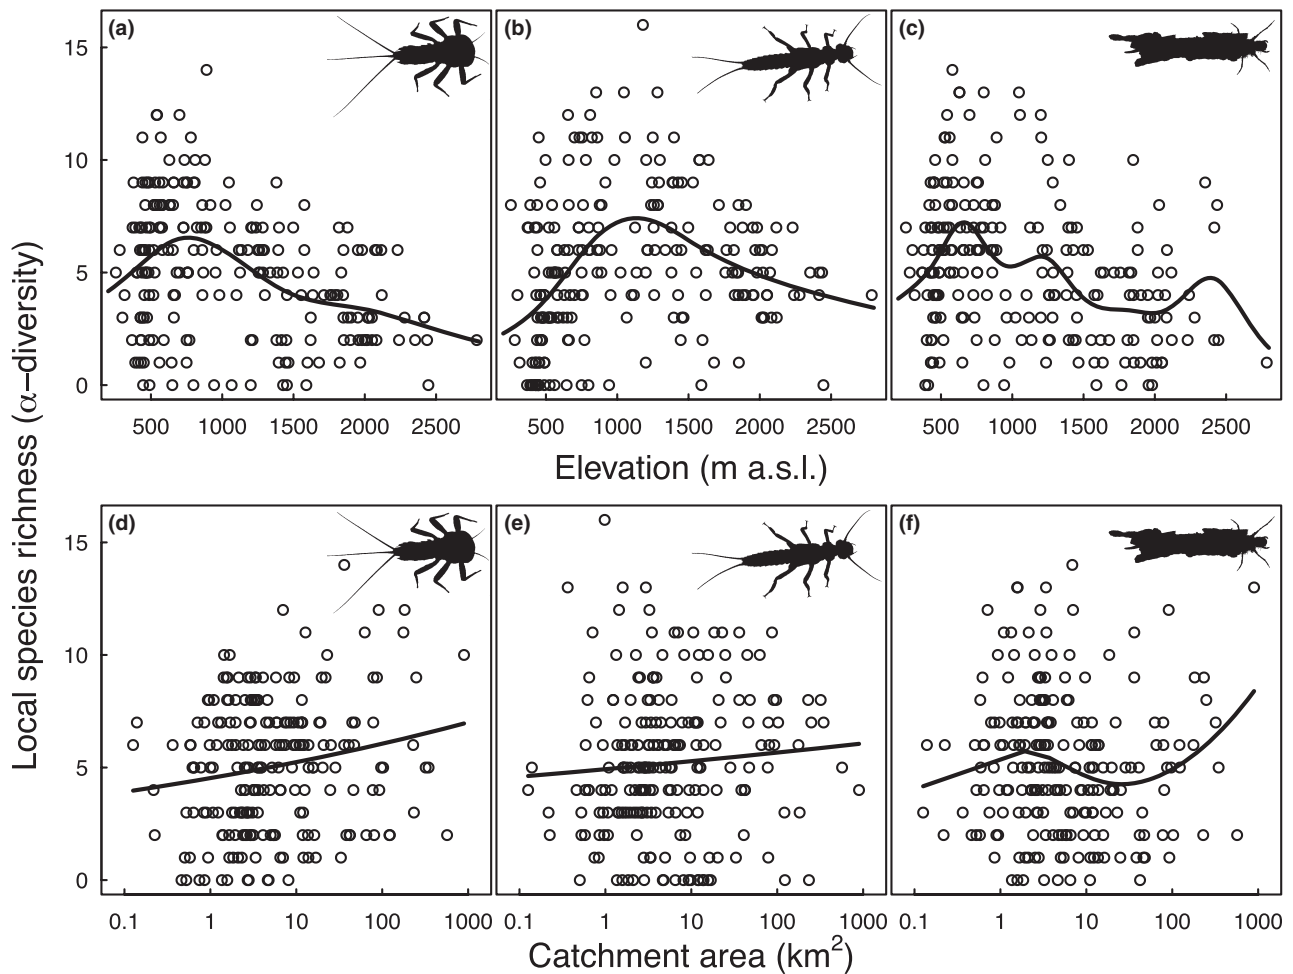 Local species richness (α−diversity)
(a) (b) (c)
15
10
5
0
500 1000 1500 2000 2500 500 1000 1500 2000 2500 500 1000 1500 2000 2500
Elevation (m a.s.l.)
(d) (e) (f)
15
10
5
0
0.1 1 10 100 1000 0.1 1 10 100 1000 0.1 1 10 100 1000
Catchment area (km²)